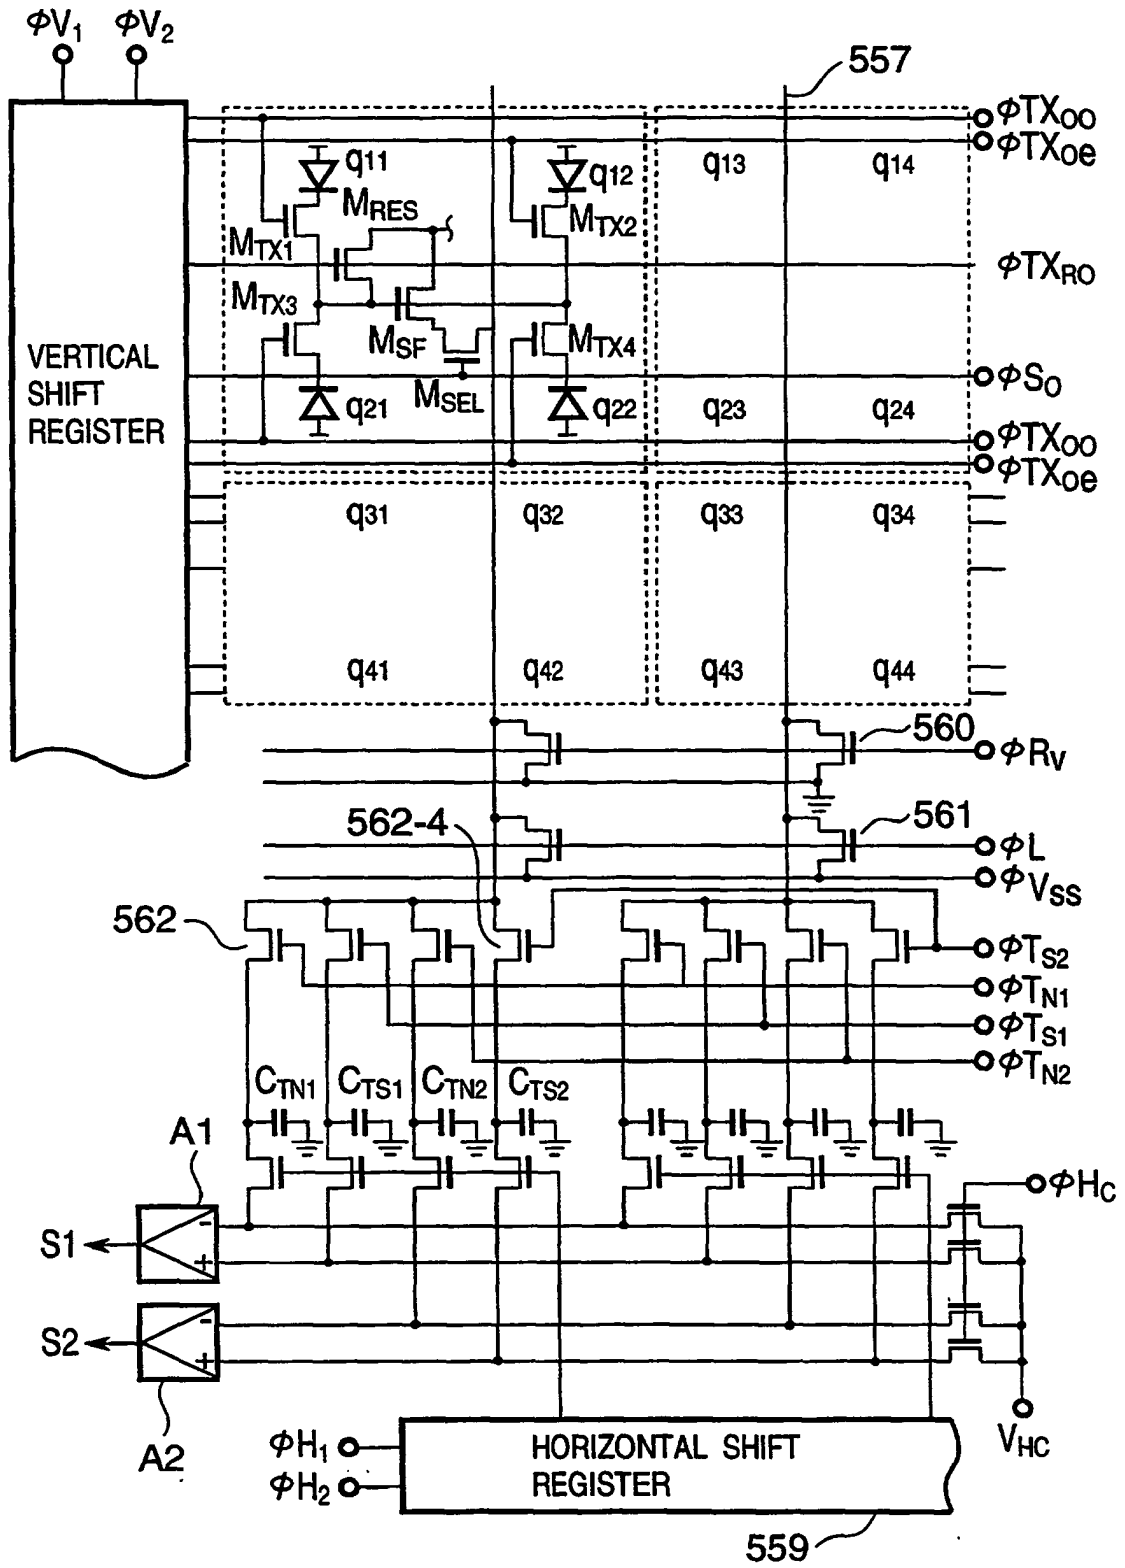 ϕV1 ϕV2
557
ϕTXOO
ϕTXOe
q11 q12 q13 q14
MRES
MTX1 MTX2
ϕTXRO
MTX3
MSF MTX4
VERTICAL
SHIFT
REGISTER
MSEL
ϕSO
q21 q22 q23 q24
ϕTXOO
ϕTXOe
q31 q32 q33 q34
q41 q42 q43 q44
560
ϕRV
562-4
561
ϕL
ϕVSS
562
ϕTS2
ϕTN1
ϕTS1
ϕTN2
CTN1 CTS1 CTN2 CTS2
A1
ϕHC
-
S1
+
-
S2
+
A2
VHC
ϕH1
ϕH2
HORIZONTAL SHIFT
REGISTER
559